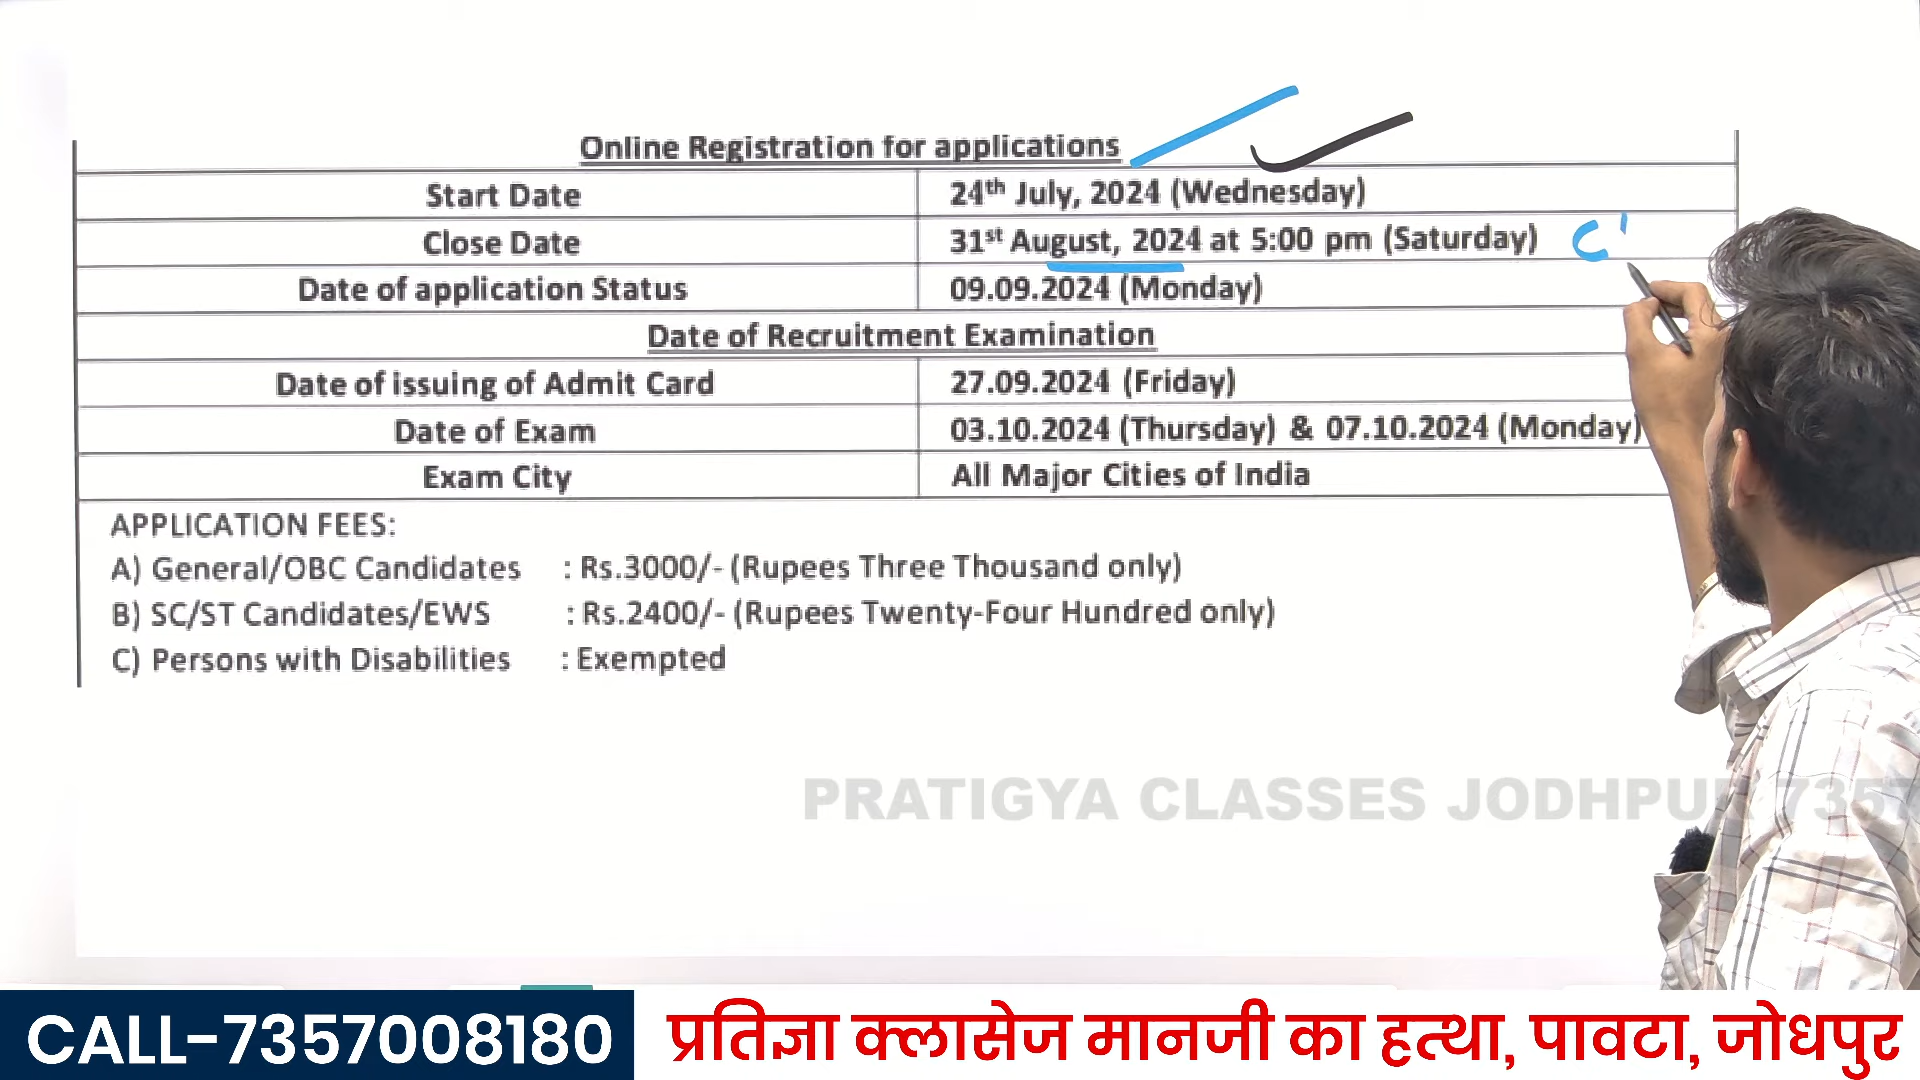 Online Registration for applications
Start Date 24th July, 2024 (Wednesday)
Close Date 31st August, 2024 at 5:00 pm (Saturday)
Date of application Status 09.09.2024 (Monday)
Date of Recruitment Examination
Date of issuing of Admit Card 27.09.2024 (Friday)
Date of Exam 03.10.2024 (Thursday) & 07.10.2024 (Monday)
Exam City All Major Cities of India
APPLICATION FEES:
A) General/OBC Candidates : Rs.3000/- (Rupees Three Thousand only)
B) SC/ST Candidates/EWS : Rs.2400/- (Rupees Twenty-Four Hundred only)
C) Persons with Disabilities : Exempted
PRATIGYA CLASSES JODHPUR 7357
CALL-7357008180 प्रतिज्ञा क्लासेज मानजी का हत्था, पावटा, जोधपुर